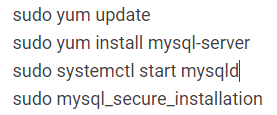 sudo yum update
sudo yum install mysql-server
sudo systemctl start mysqld
sudo mysql_secure_installation